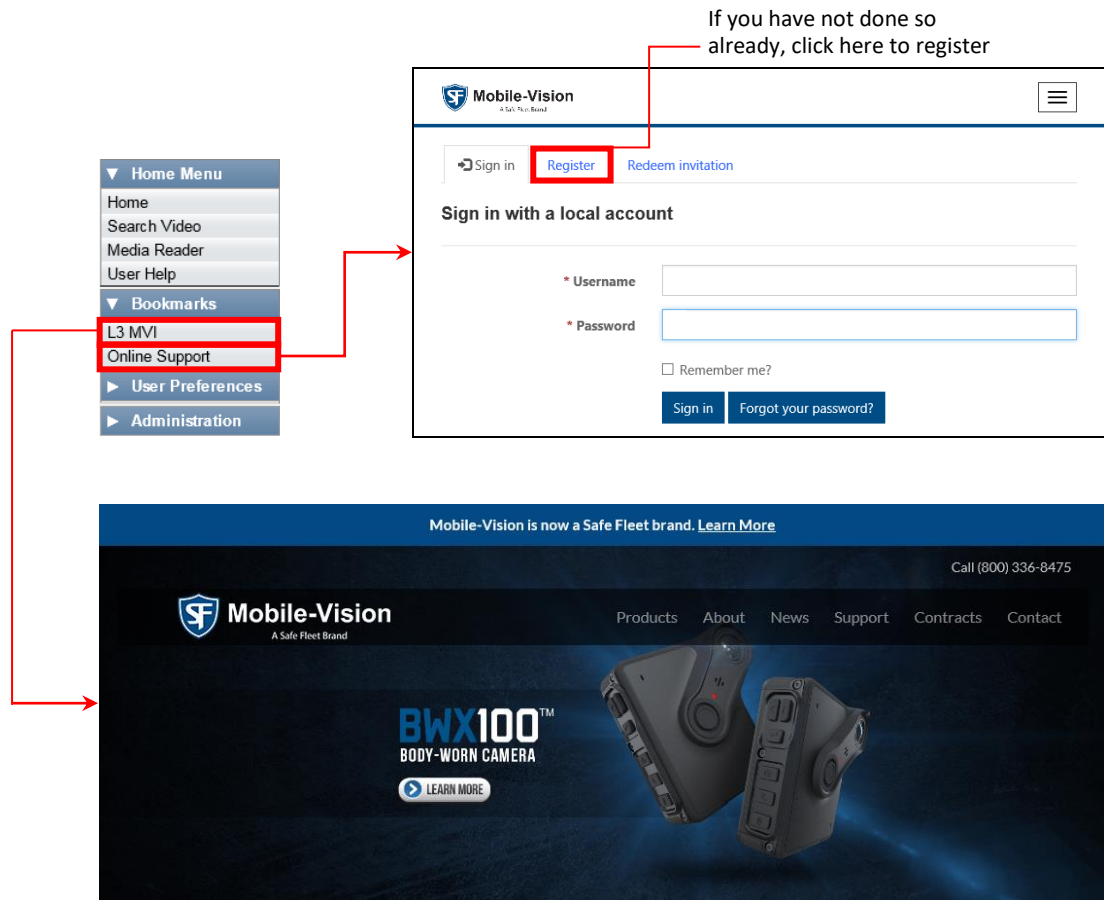 If you have not done so
already, click here to register
Mobile-Vision
A Safe Fleet Brand
Sign in
Register
Redeem invitation
Sign in with a local account
* Username
* Password
Remember me?
Sign in
Forgot your password?
▼ Home Menu
Home
Search Video
Media Reader
User Help
▼ Bookmarks
L3 MVI
Online Support
► User Preferences
► Administration
Mobile-Vision is now a Safe Fleet brand. Learn More
Call (800) 336-8475
SF Mobile-Vision
A Safe Fleet Brand
Products About News Support Contracts Contact
BWX100™
BODY-WORN CAMERA
LEARN MORE